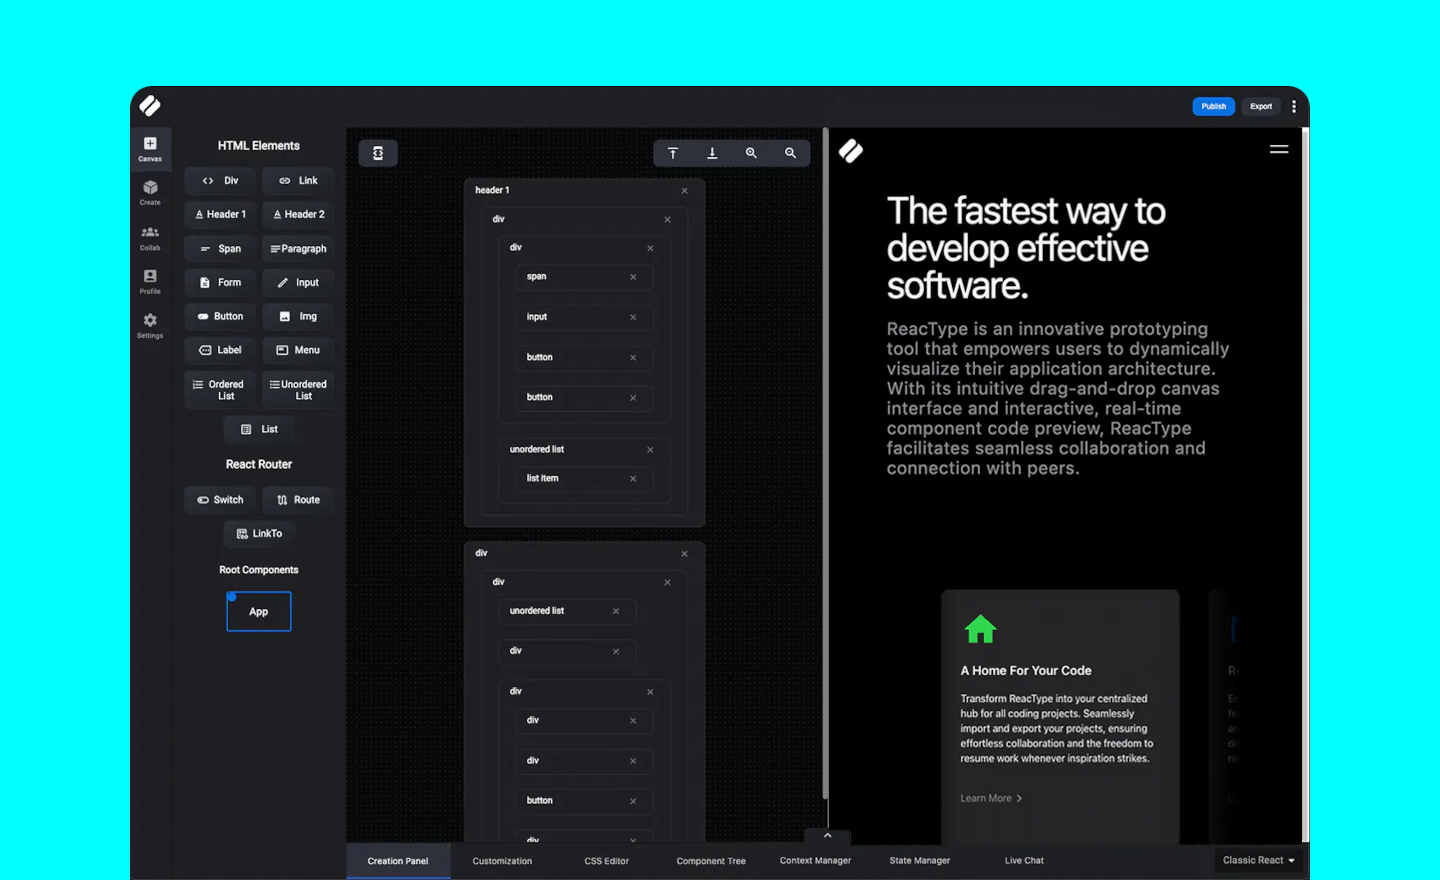 Publish
Export
Canvas
Create
Collab
Profile
Settings
HTML Elements
Div
Link
Header 1
Header 2
Span
Paragraph
Form
Input
Button
Img
Label
Menu
Ordered
List
Unordered
List
List
React Router
Switch
Route
LinkTo
Root Components
App
header 1
div
div
span
input
button
button
unordered list
list item
div
div
unordered list
div
div
div
div
button
div
The fastest way to
develop effective
software.
ReacType is an innovative prototyping
tool that empowers users to dynamically
visualize their application architecture.
With its intuitive drag-and-drop canvas
interface and interactive, real-time
component code preview, ReacType
facilitates seamless collaboration and
connection with peers.
A Home For Your Code
Transform ReacType into your centralized
hub for all coding projects. Seamlessly
import and export your projects, ensuring
effortless collaboration and the freedom to
resume work whenever inspiration strikes.
Learn More
Creation Panel
Customization
CSS Editor
Component Tree
Context Manager
State Manager
Live Chat
Classic React